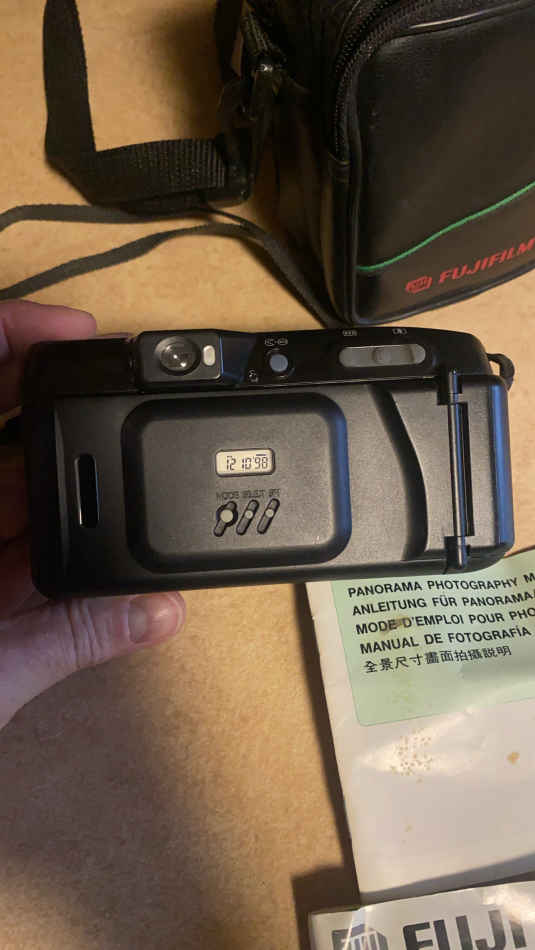 FUJIFILM
12 10 '98
MODE SELECT SET
PANORAMA PHOTOGRAPHY M
ANLEITUNG FÜR PANORAMA
MODE D'EMPLOI POUR PHO
MANUAL DE FOTOGRAFÍA
全景尺寸畫面拍攝説明
FUJI